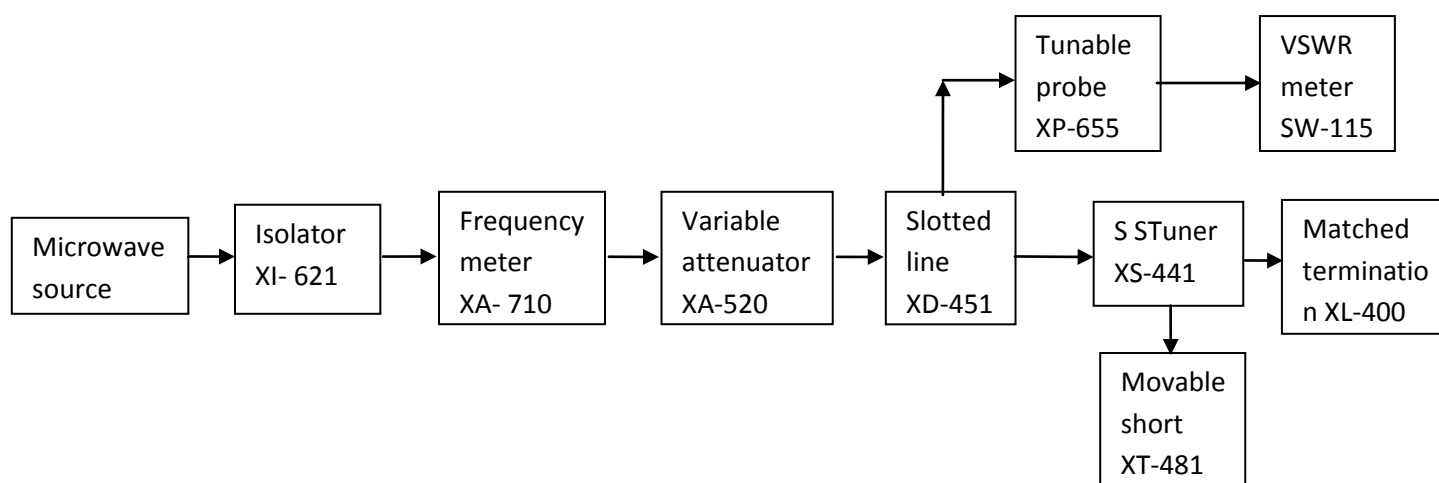 Tunable
probe
XP-655
VSWR
meter
SW-115
Microwave
source
Isolator
XI- 621
Frequency
meter
XA- 710
Variable
attenuator
XA-520
Slotted
line
XD-451
S STuner
XS-441
Matched
terminatio
n XL-400
Movable
short
XT-481